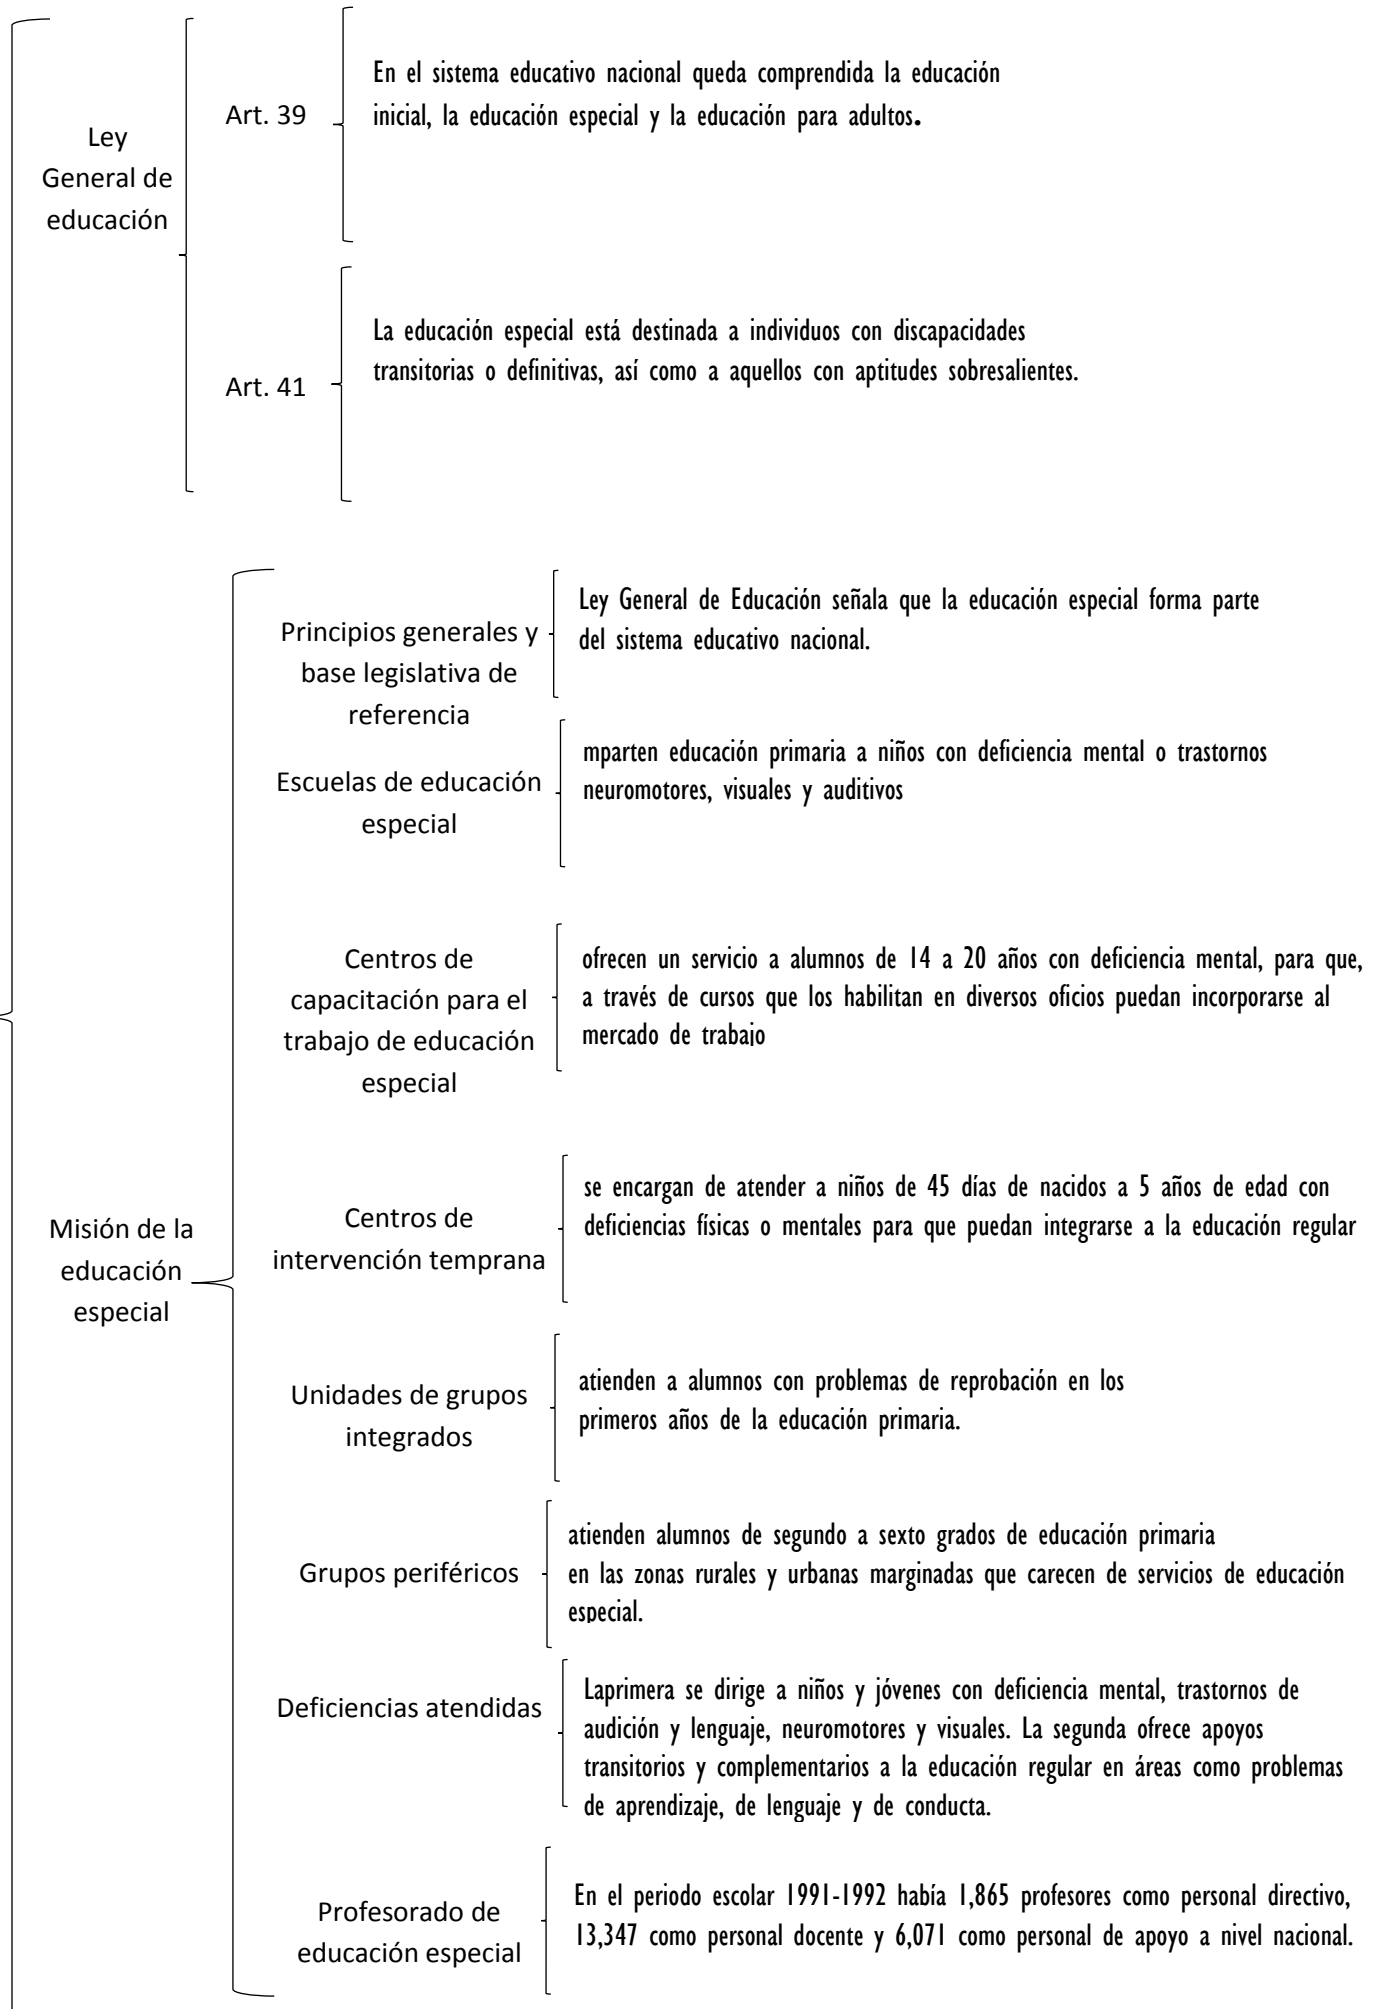 Ley
General de
educación
Art. 39
En el sistema educativo nacional queda comprendida la educación
inicial, la educación especial y la educación para adultos.
Art. 41
La educación especial está destinada a individuos con discapacidades
transitorias o definitivas, así como a aquellos con aptitudes sobresalientes.
Misión de la
educación
especial
Principios generales y
base legislativa de
referencia
Ley General de Educación señala que la educación especial forma parte
del sistema educativo nacional.
Escuelas de educación
especial
mparten educación primaria a niños con deficiencia mental o trastornos
neuromotores, visuales y auditivos
Centros de
capacitación para el
trabajo de educación
especial
ofrecen un servicio a alumnos de 14 a 20 años con deficiencia mental, para que,
a través de cursos que los habilitan en diversos oficios puedan incorporarse al
mercado de trabajo
Centros de
intervención temprana
se encargan de atender a niños de 45 días de nacidos a 5 años de edad con
deficiencias físicas o mentales para que puedan integrarse a la educación regular
Unidades de grupos
integrados
atienden a alumnos con problemas de reprobación en los
primeros años de la educación primaria.
Grupos periféricos
atienden alumnos de segundo a sexto grados de educación primaria
en las zonas rurales y urbanas marginadas que carecen de servicios de educación
especial.
Deficiencias atendidas
Laprimera se dirige a niños y jóvenes con deficiencia mental, trastornos de
audición y lenguaje, neuromotores y visuales. La segunda ofrece apoyos
transitorios y complementarios a la educación regular en áreas como problemas
de aprendizaje, de lenguaje y de conducta.
Profesorado de
educación especial
En el periodo escolar 1991-1992 había 1,865 profesores como personal directivo,
13,347 como personal docente y 6,071 como personal de apoyo a nivel nacional.